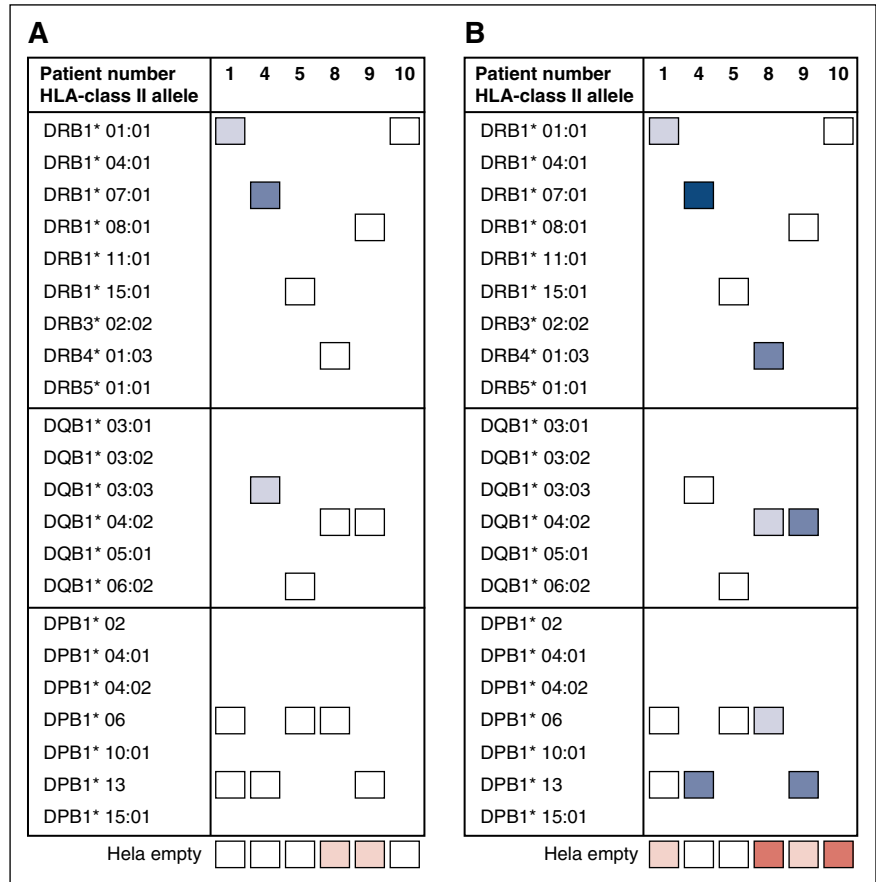 A
Patient number
HLA-class II allele
1 4 5 8 9 10
DRB1* 01:01
DRB1* 04:01
DRB1* 07:01
DRB1* 08:01
DRB1* 11:01
DRB1* 15:01
DRB3* 02:02
DRB4* 01:03
DRB5* 01:01
DQB1* 03:01
DQB1* 03:02
DQB1* 03:03
DQB1* 04:02
DQB1* 05:01
DQB1* 06:02
DPB1* 02
DPB1* 04:01
DPB1* 04:02
DPB1* 06
DPB1* 10:01
DPB1* 13
DPB1* 15:01
Hela empty
B
Patient number
HLA-class II allele
1 4 5 8 9 10
DRB1* 01:01
DRB1* 04:01
DRB1* 07:01
DRB1* 08:01
DRB1* 11:01
DRB1* 15:01
DRB3* 02:02
DRB4* 01:03
DRB5* 01:01
DQB1* 03:01
DQB1* 03:02
DQB1* 03:03
DQB1* 04:02
DQB1* 05:01
DQB1* 06:02
DPB1* 02
DPB1* 04:01
DPB1* 04:02
DPB1* 06
DPB1* 10:01
DPB1* 13
DPB1* 15:01
Hela empty